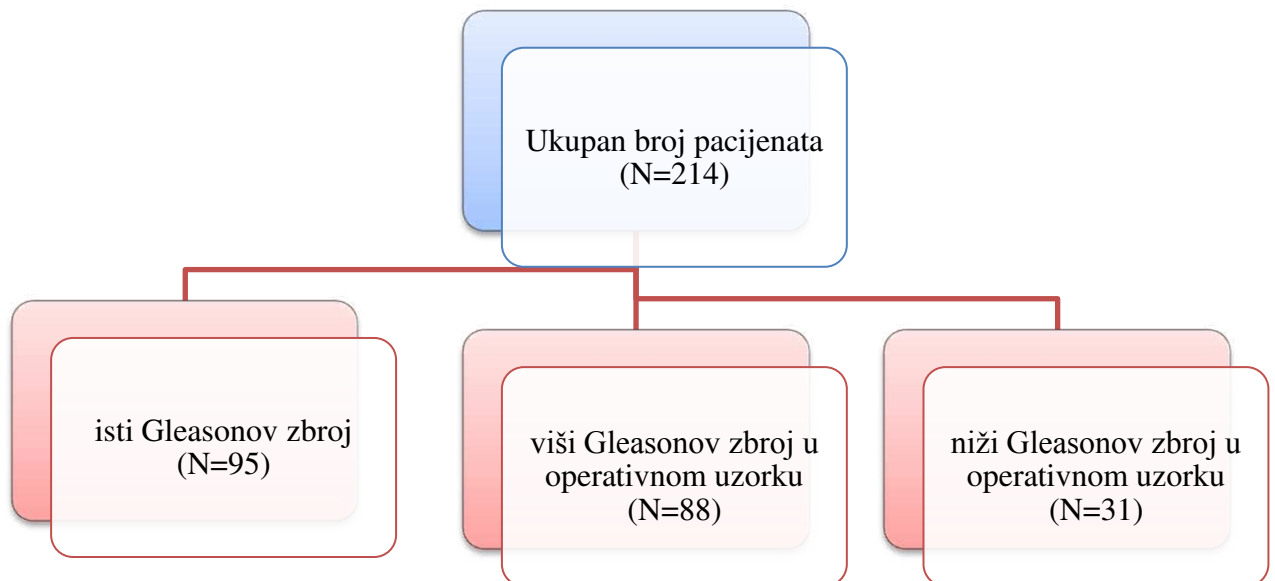 Ukupan broj pacijenata
(N=214)
isti Gleasonov zbroj
(N=95)
viši Gleasonov zbroj u
operativnom uzorku
(N=88)
niži Gleasonov zbroj u
operativnom uzorku
(N=31)